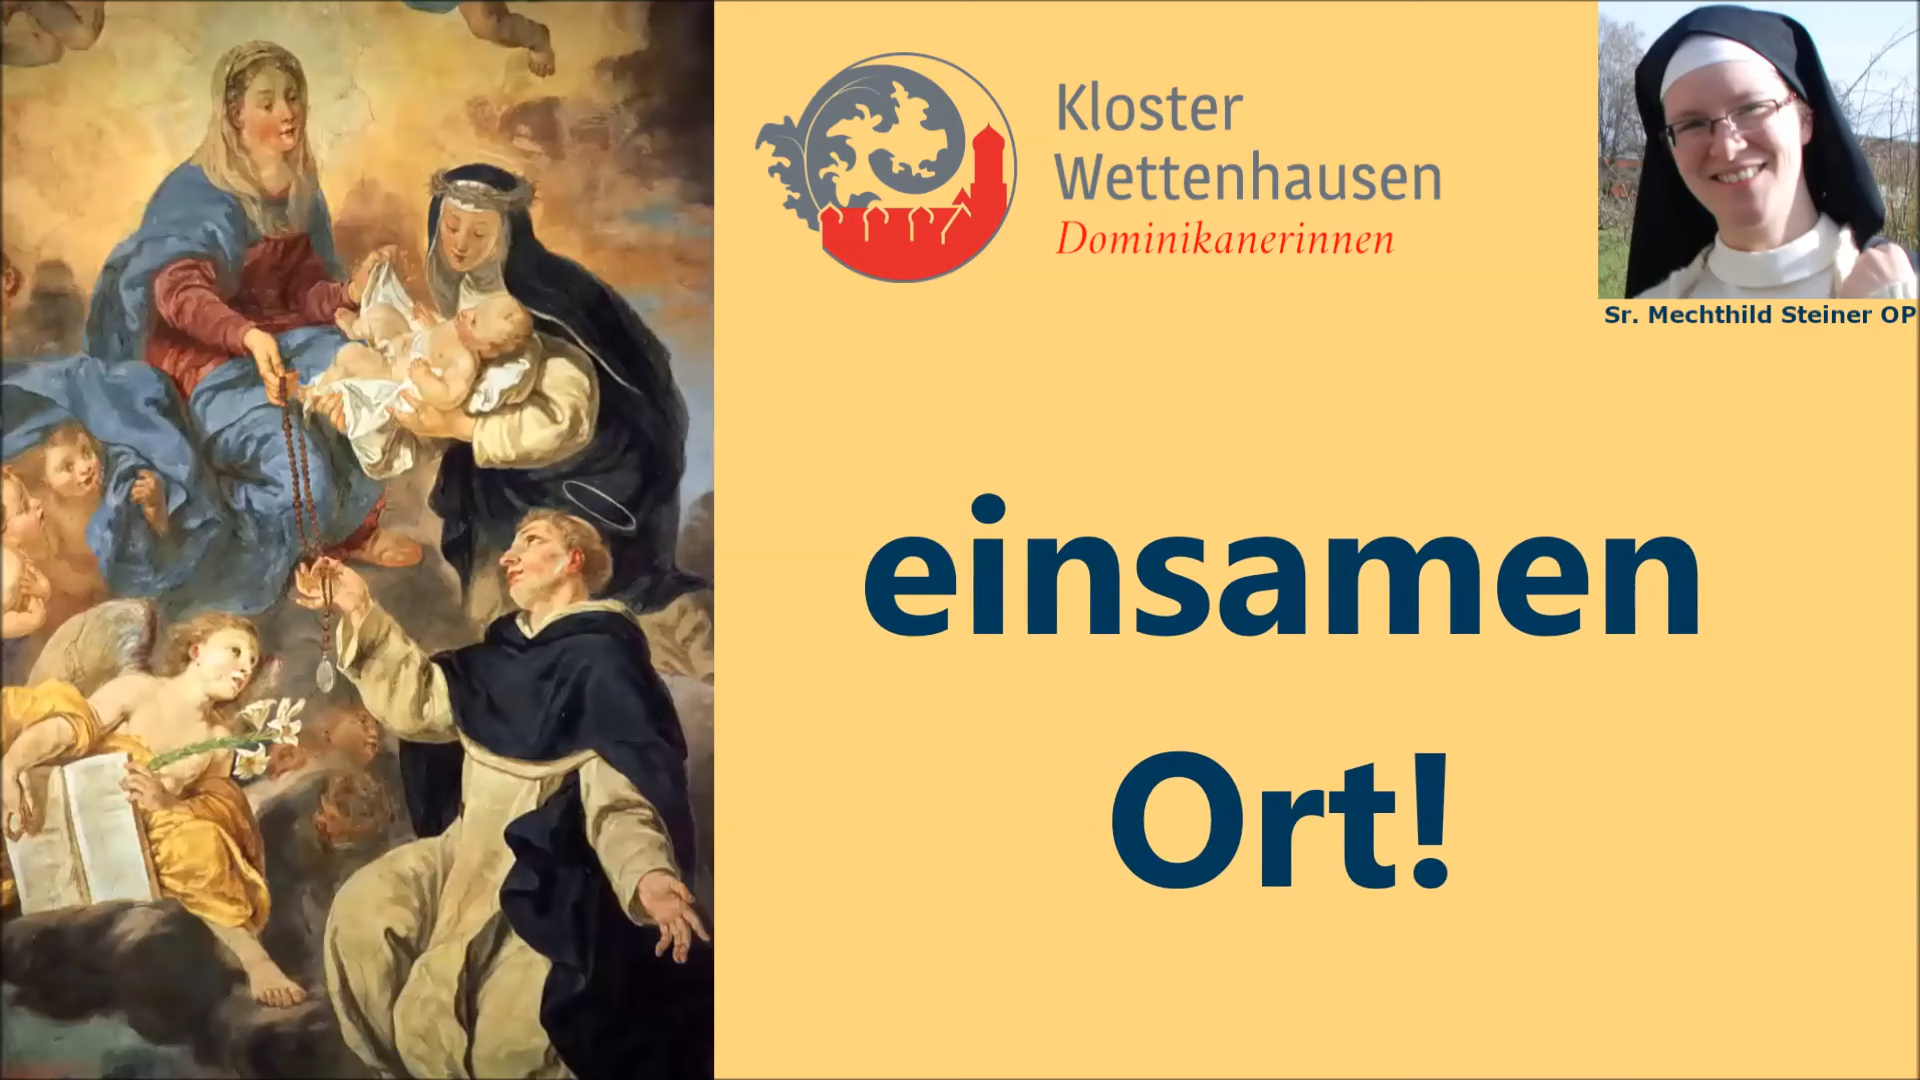 Kloster
Wettenhausen
Dominikanerinnen
Sr. Mechthild Steiner OP
einsamen
Ort!